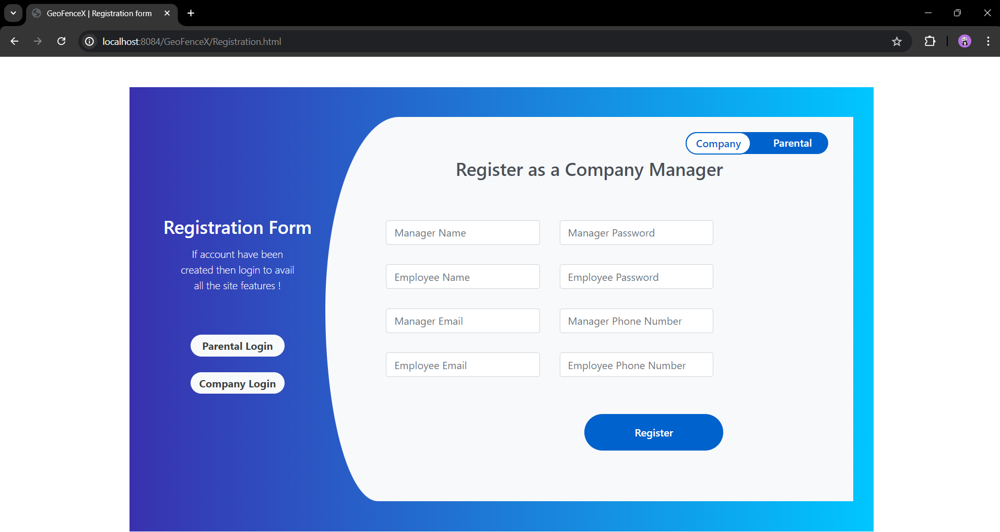 GeoFenceX | Registration form
localhost:8084/GeoFenceX/Registration.html
Company
Parental
Register as a Company Manager
Registration Form
If account have been
created then login to avail
all the site features !
Parental Login
Company Login
Manager Name
Manager Password
Employee Name
Employee Password
Manager Email
Manager Phone Number
Employee Email
Employee Phone Number
Register